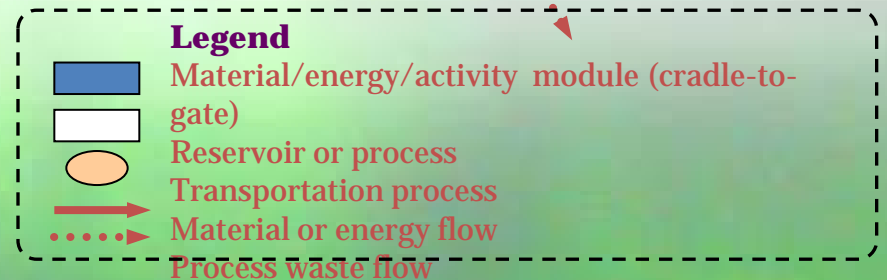 Legend
Material/energy/activity module (cradle-to-
gate)
Reservoir or process
Transportation process
Material or energy flow
Process waste flow